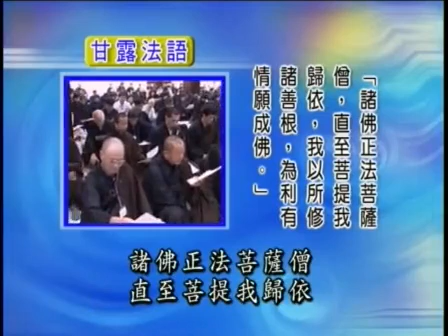 甘露法語
「諸佛正法菩薩
僧，直至菩提我
歸依，我以所修
諸善根，為利有
情願成佛。」
諸佛正法菩薩僧
直至菩提我歸依